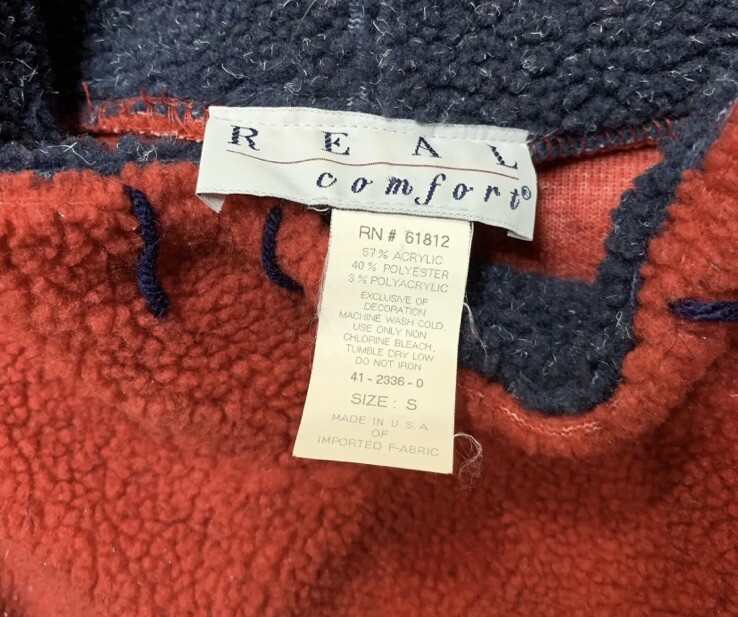 REAL
comfort®
RN # 61812
57% ACRYLIC
40% POLYESTER
3% POLYACRYLIC
EXCLUSIVE OF
DECORATION
MACHINE WASH COLD,
USE ONLY NON
CHLORINE BLEACH,
TUMBLE DRY LOW
DO NOT IRON
41-2336-0
SIZE: S
MADE IN U.S.A
OF
IMPORTED FABRIC